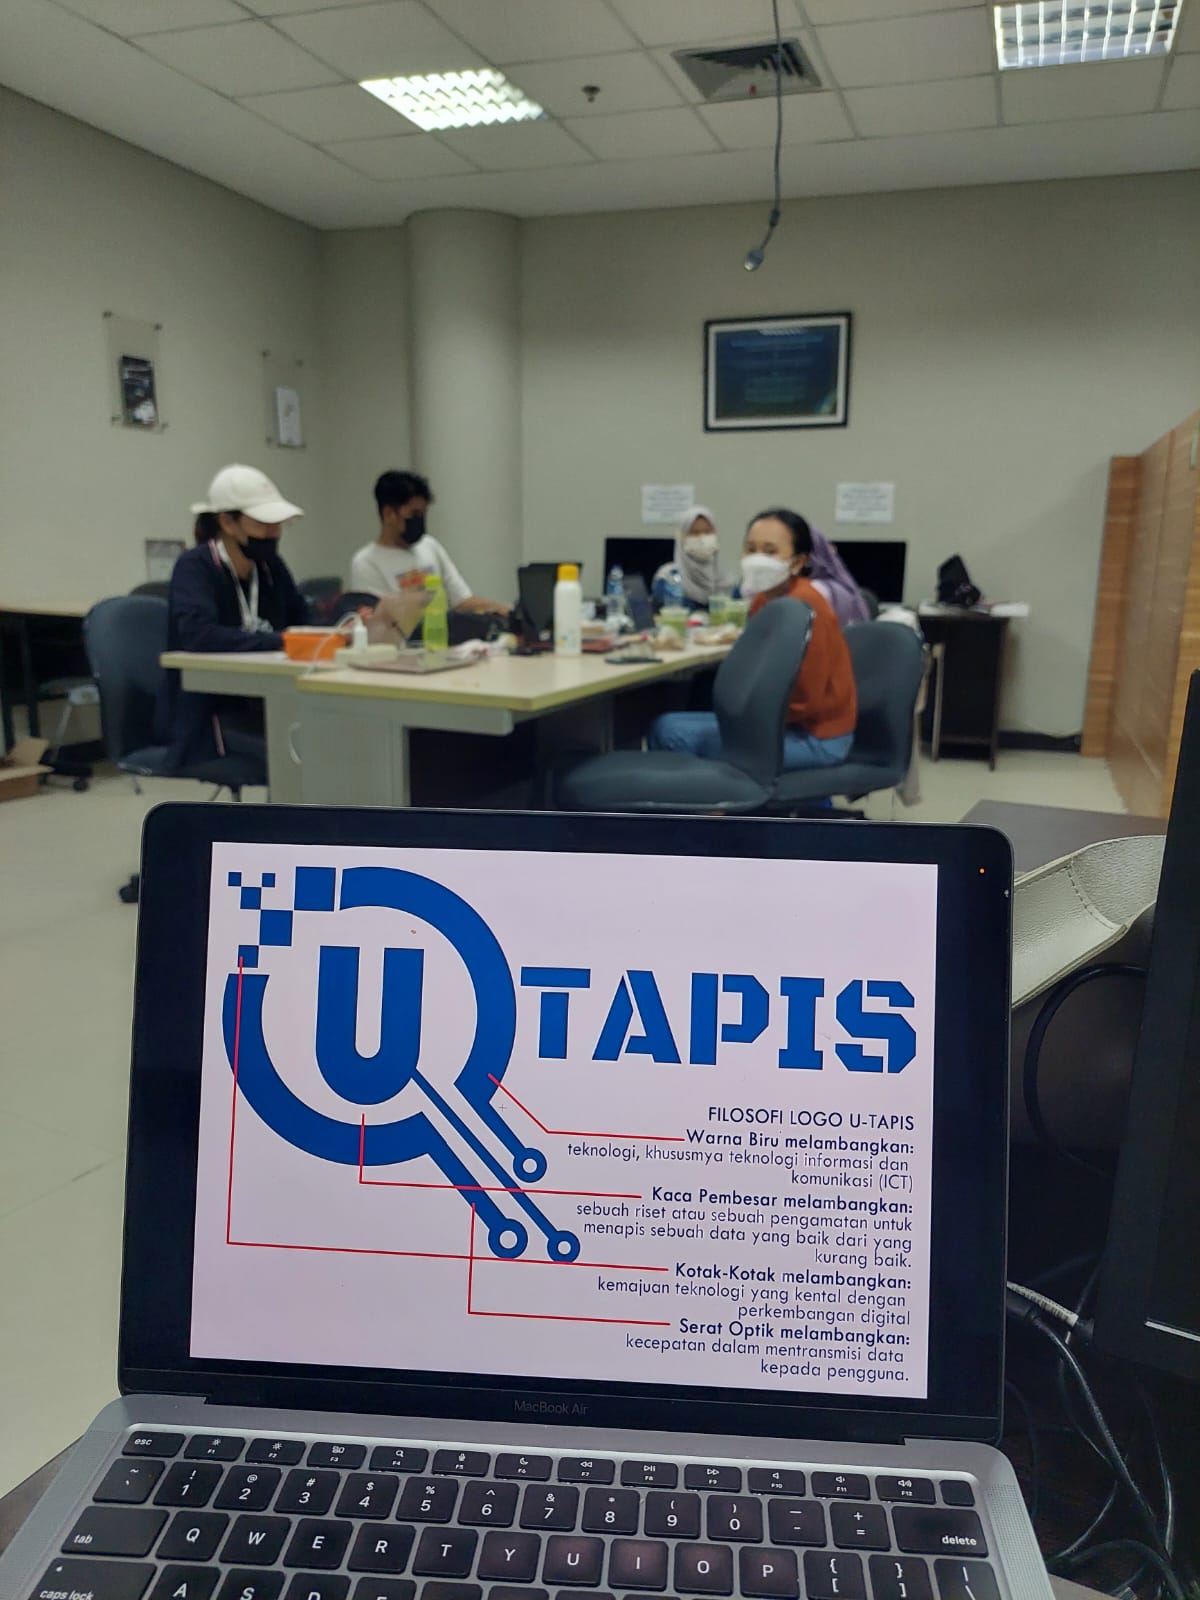 U
TAPIS
FILOSOFI LOGO U-TAPIS
Warna Biru melambangkan:
teknologi, khususmya teknologi informasi dan
komunikasi (ICT)
Kaca Pembesar melambangkan:
sebuah riset atau sebuah pengamatan untuk
menapis sebuah data yang baik dari yang
kurang baik.
Kotak-Kotak melambangkan:
kemajuan teknologi yang kental dengan
perkembangan digital
Serat Optik melambangkan:
kecepatan dalam mentransmisi data
kepada pengguna.
MacBook Air
esc F1 F2 F3 F4 F5 F6 F7 F8 F9 F10 F11 F12
~ ` ! 1 @ 2 # 3 $ 4 % 5 ^ 6 & 7 * 8 ( 9 ) 0 — - + = delete
tab Q W E R T Y U I O P { [ } ] | \
caps lock A S D F